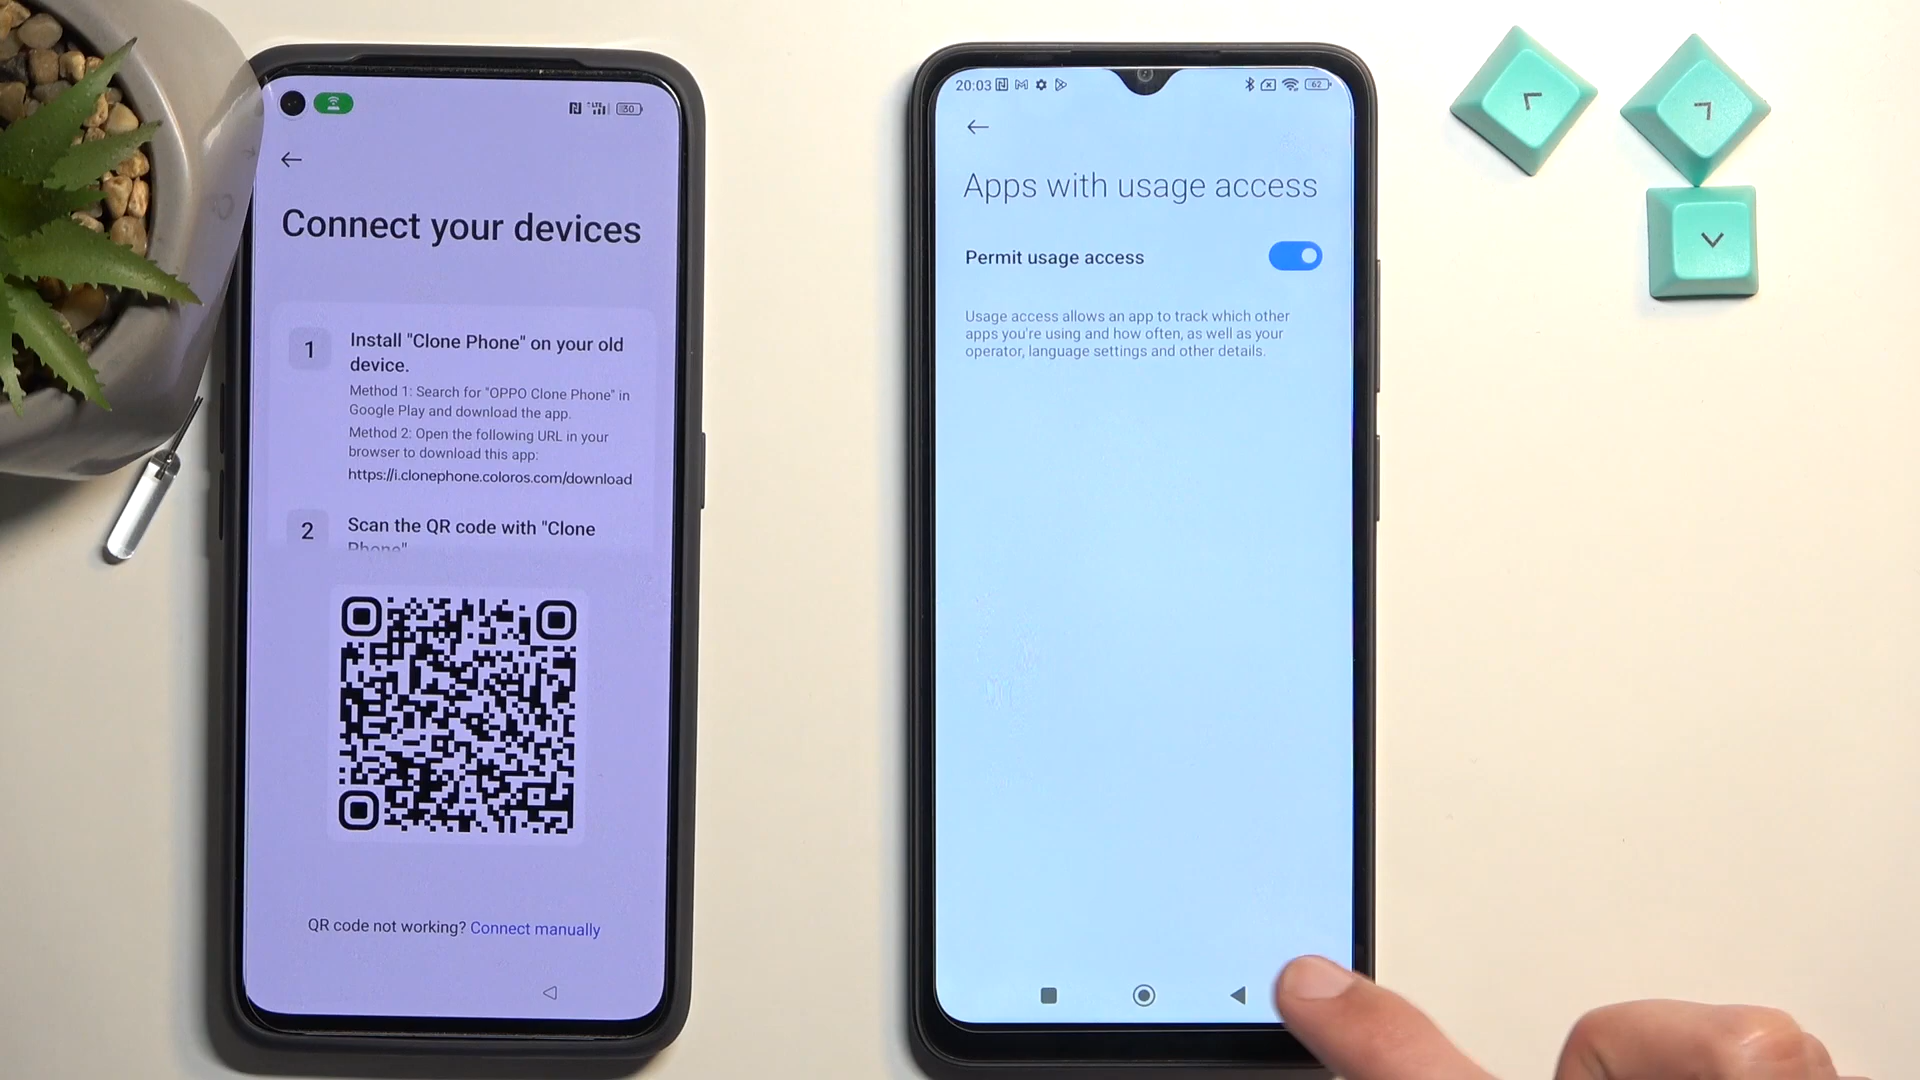 30
Connect your devices
1
Install "Clone Phone" on your old
device.
Method 1: Search for "OPPO Clone Phone" in
Google Play and download the app.
Method 2: Open the following URL in your
browser to download this app:
https://i.clonephone.coloros.com/download
2
Scan the QR code with "Clone
Phone"
QR code not working? Connect manually
20:03
62
Apps with usage access
Permit usage access
Usage access allows an app to track which other
apps you're using and how often, as well as your
operator, language settings and other details.